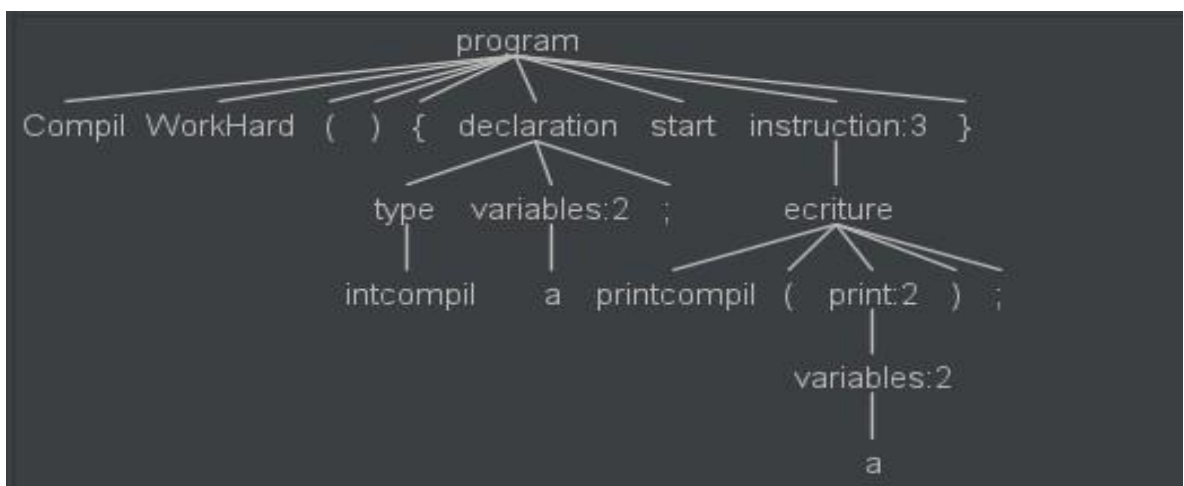 program
Compil WorkHard ( ) { declaration start instruction:3 }
type variables:2 ; ecriture
intcompil a printcompil ( print:2 ) ;
variables:2
a